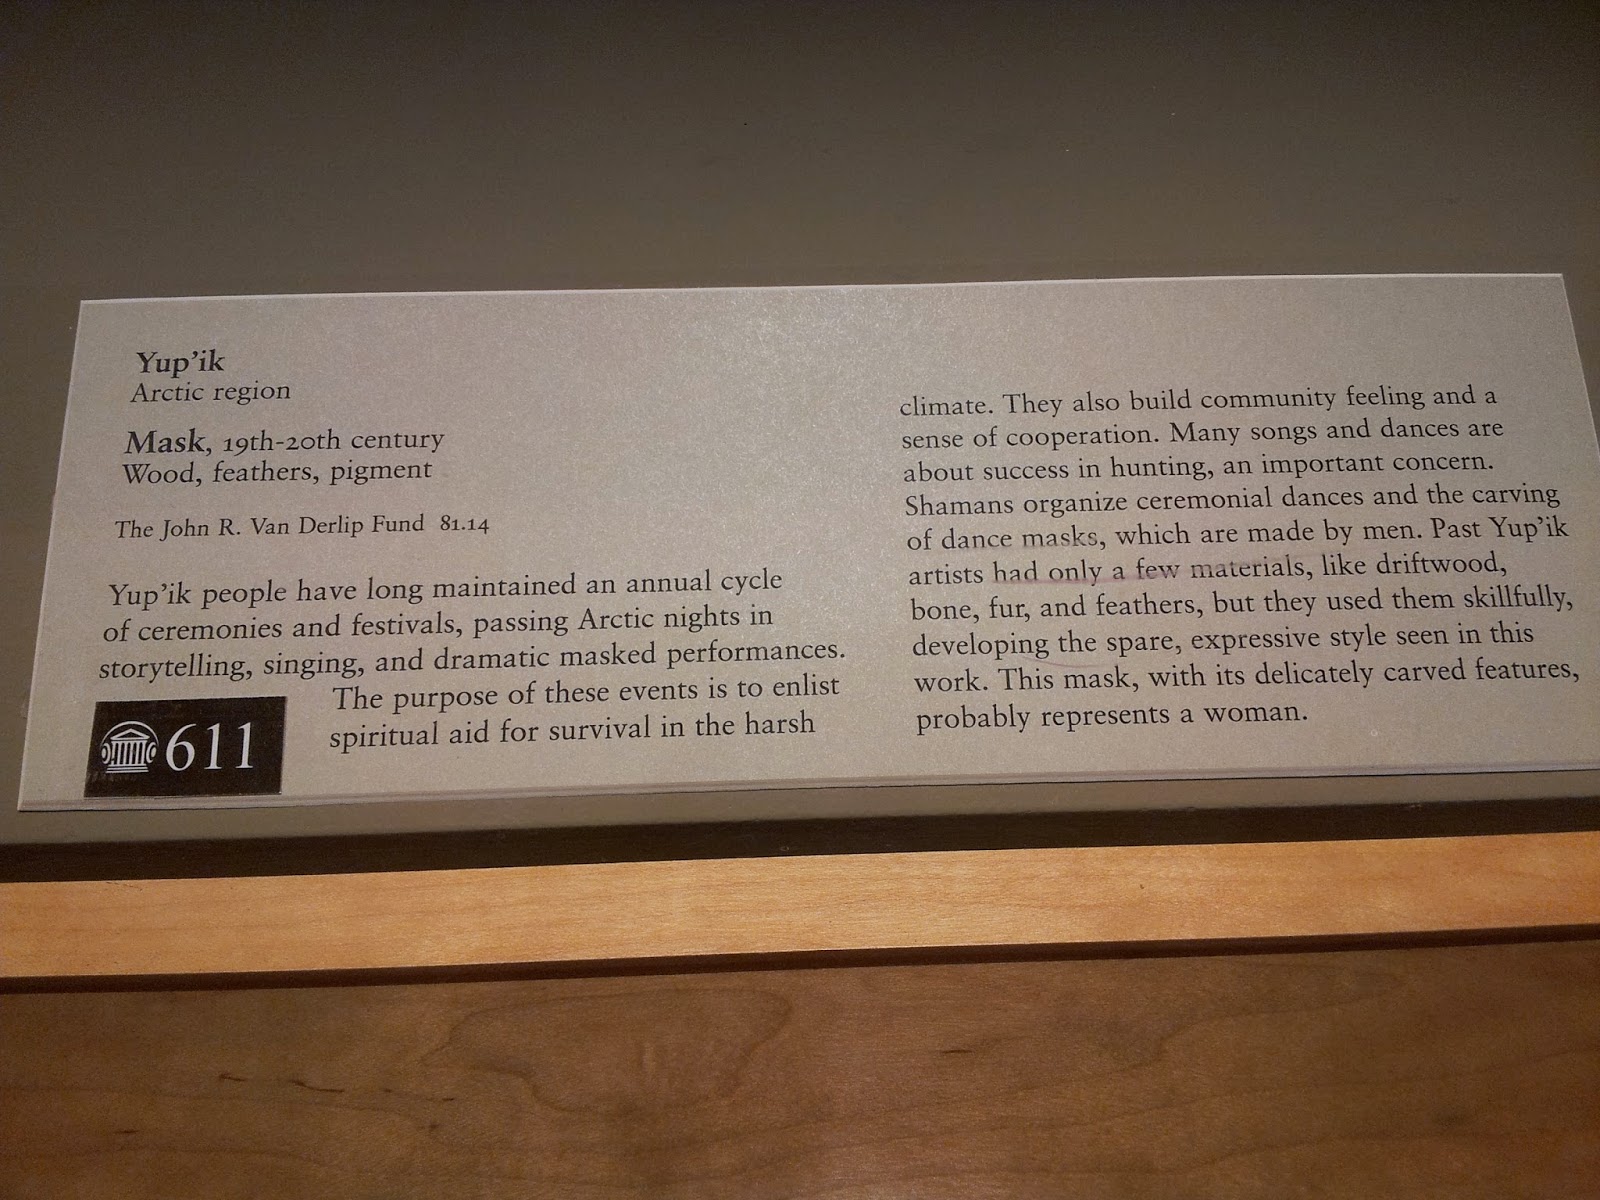 Yup’ik
Arctic region
Mask, 19th-20th century
Wood, feathers, pigment
The John R. Van Derlip Fund 81.14
Yup’ik people have long maintained an annual cycle
of ceremonies and festivals, passing Arctic nights in
storytelling, singing, and dramatic masked performances.
The purpose of these events is to enlist
spiritual aid for survival in the harsh
611
climate. They also build community feeling and a
sense of cooperation. Many songs and dances are
about success in hunting, an important concern.
Shamans organize ceremonial dances and the carving
of dance masks, which are made by men. Past Yup’ik
artists had only a few materials, like driftwood,
bone, fur, and feathers, but they used them skillfully,
developing the spare, expressive style seen in this
work. This mask, with its delicately carved features,
probably represents a woman.